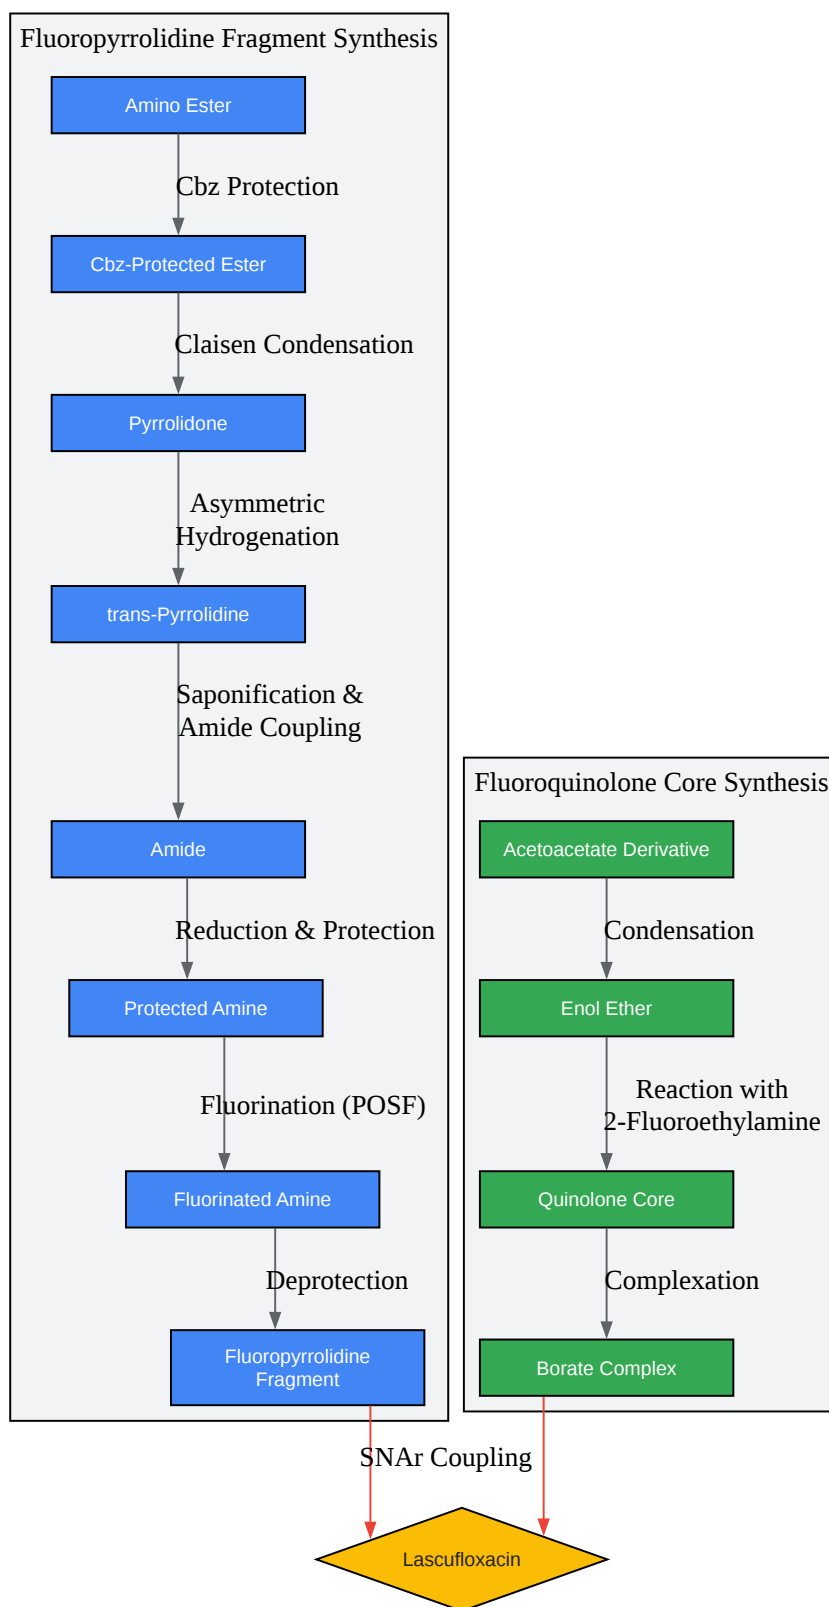 Fluoropyrrolidine Fragment Synthesis
Amino Ester
Cbz Protection
Cbz-Protected Ester
Claisen Condensation
Pyrrolidone
Asymmetric
Hydrogenation
trans-Pyrrolidine
Saponification &
Amide Coupling
Amide
Reduction & Protection
Protected Amine
Fluorination (POSF)
Fluorinated Amine
Deprotection
Fluoropyrrolidine
Fragment
Fluoroquinolone Core Synthesis
Acetoacetate Derivative
Condensation
Enol Ether
Reaction with
2-Fluoroethylamine
Quinolone Core
Complexation
Borate Complex
SNAr Coupling
Lascufloxacin